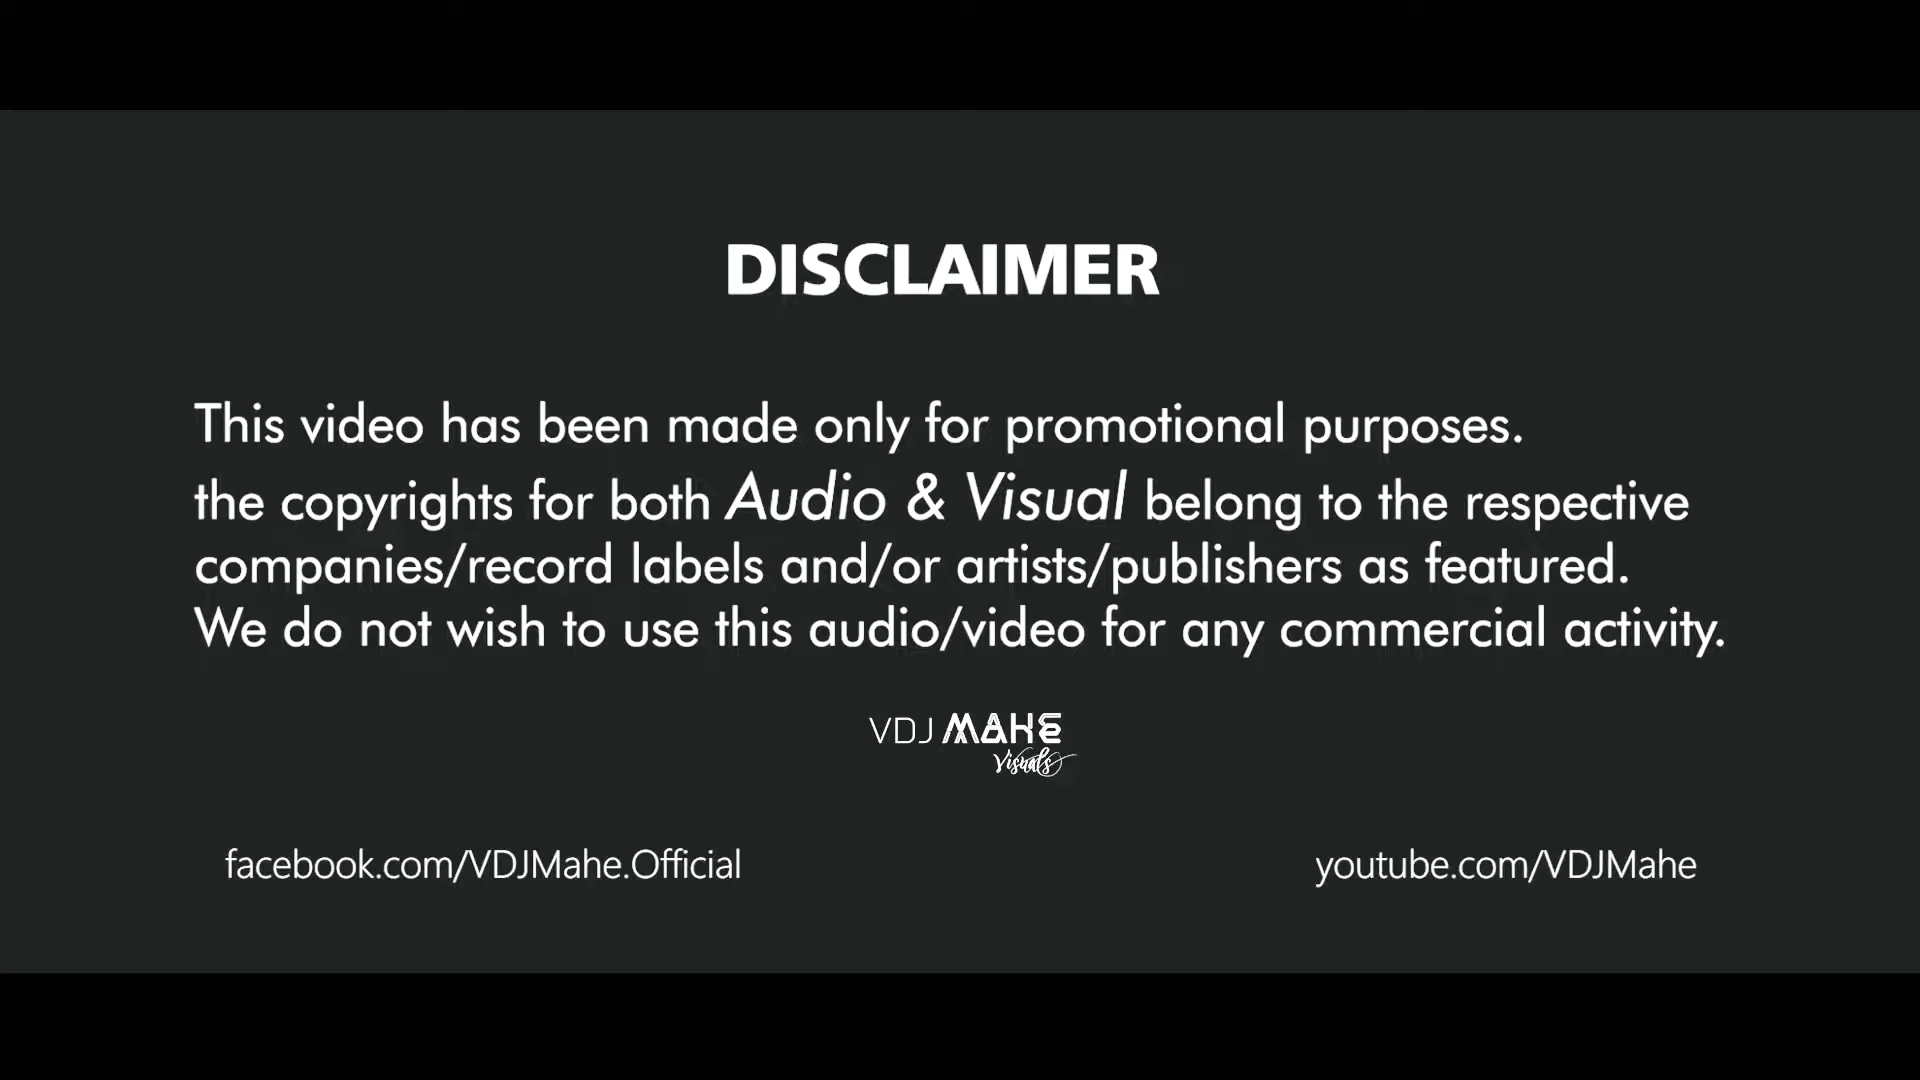 DISCLAIMER
This video has been made only for promotional purposes.
the copyrights for both Audio & Visual belong to the respective
companies/record labels and/or artists/publishers as featured.
We do not wish to use this audio/video for any commercial activity.
VDJ MAHE
Visuals
facebook.com/VDJMahe.Official
youtube.com/VDJMahe